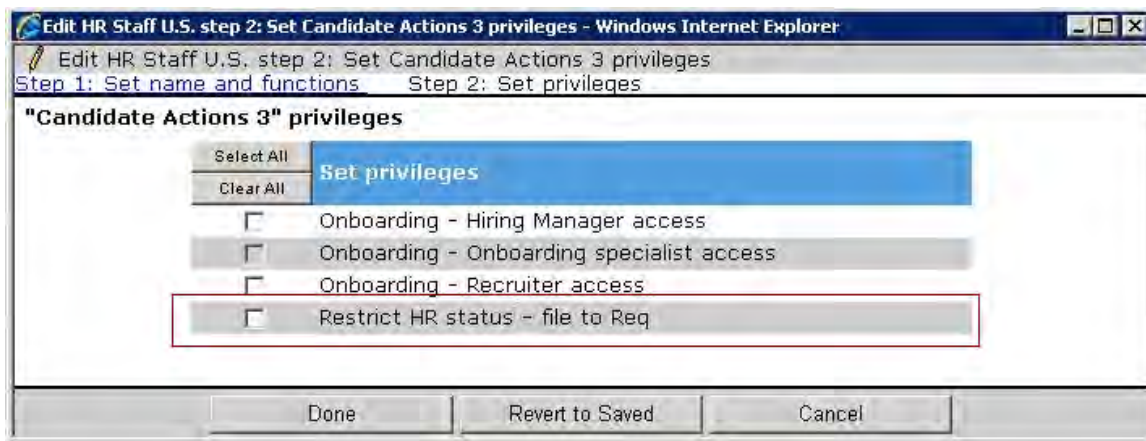 Edit HR Staff U.S. step 2: Set Candidate Actions 3 privileges - Windows Internet Explorer
Edit HR Staff U.S. step 2: Set Candidate Actions 3 privileges
Step 1: Set name and functions Step 2: Set privileges
"Candidate Actions 3" privileges
Select All
Clear All
Set privileges
Onboarding - Hiring Manager access
Onboarding - Onboarding specialist access
Onboarding - Recruiter access
Restrict HR status - file to Req
Done Revert to Saved Cancel